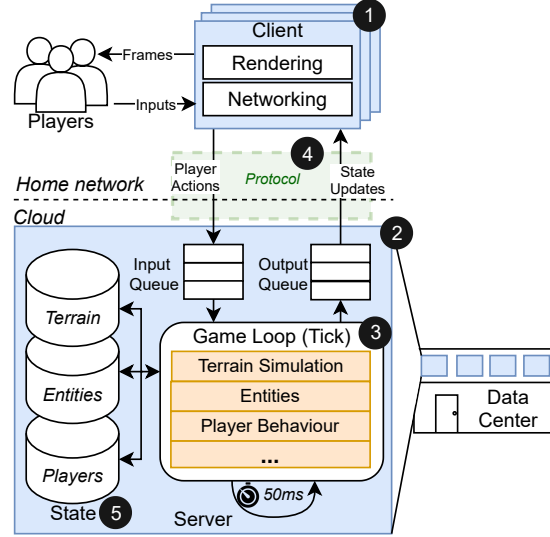 1
Client
Frames
Rendering
Inputs
Networking
Players
4
Player
Actions
Protocol
State
Updates
Home network
Cloud
2
Input
Queue
Output
Queue
3
Game Loop (Tick)
Terrain
Terrain Simulation
Entities
Entities
Player Behaviour
...
Players
50ms
State
5
Server
Data
Center